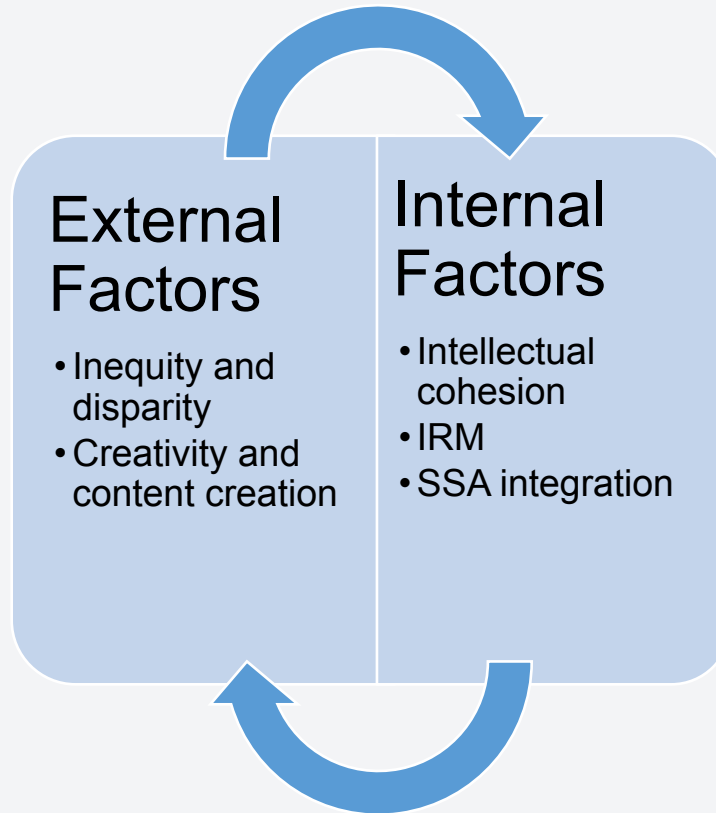 External
Factors
• Inequity and
disparity
• Creativity and
content creation
Internal
Factors
• Intellectual
cohesion
• IRM
• SSA integration